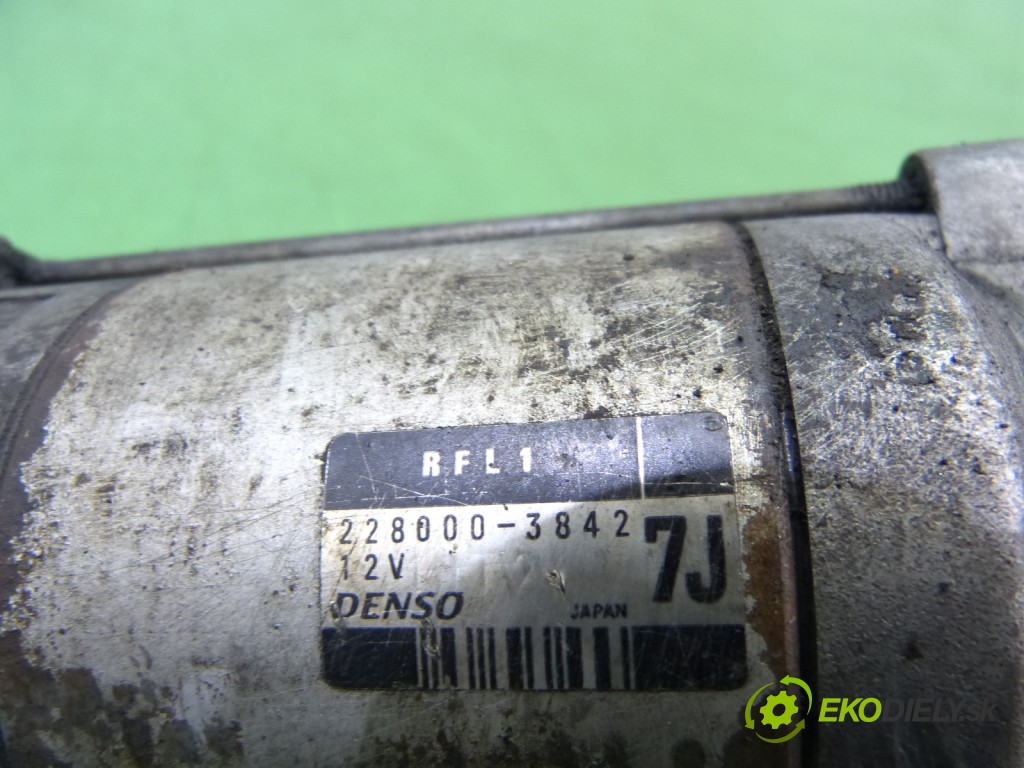 RFL1
228000-3842
7J
12V
DENSO
JAPAN
EKODIELY.SK